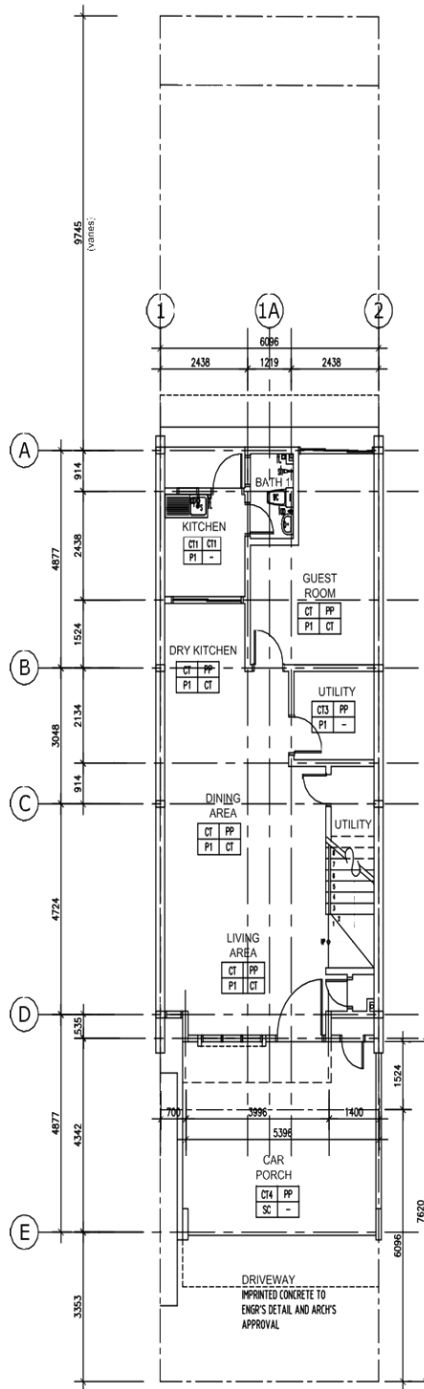 9745
(varies)
1
1A
2
6096
2438
1219
2438
A
914
BATH 1
KITCHEN
CT1 CT1
P1 -
2438
4877
GUEST
ROOM
CT PP
P1 CT
1524
DRY KITCHEN
CT PP
P1 CT
B
UTILITY
CT3 PP
P1 -
2134
3048
914
DINING
AREA
CT PP
P1 CT
C
UTILITY
4724
LIVING
AREA
CT PP
P1 CT
D
535
1524
700
3996
1400
5396
4877
4342
CAR
PORCH
CT4 PP
SC -
7620
6096
E
DRIVEWAY
IMPRINTED CONCRETE TO
ENGR'S DETAIL AND ARCH'S
APPROVAL
3353